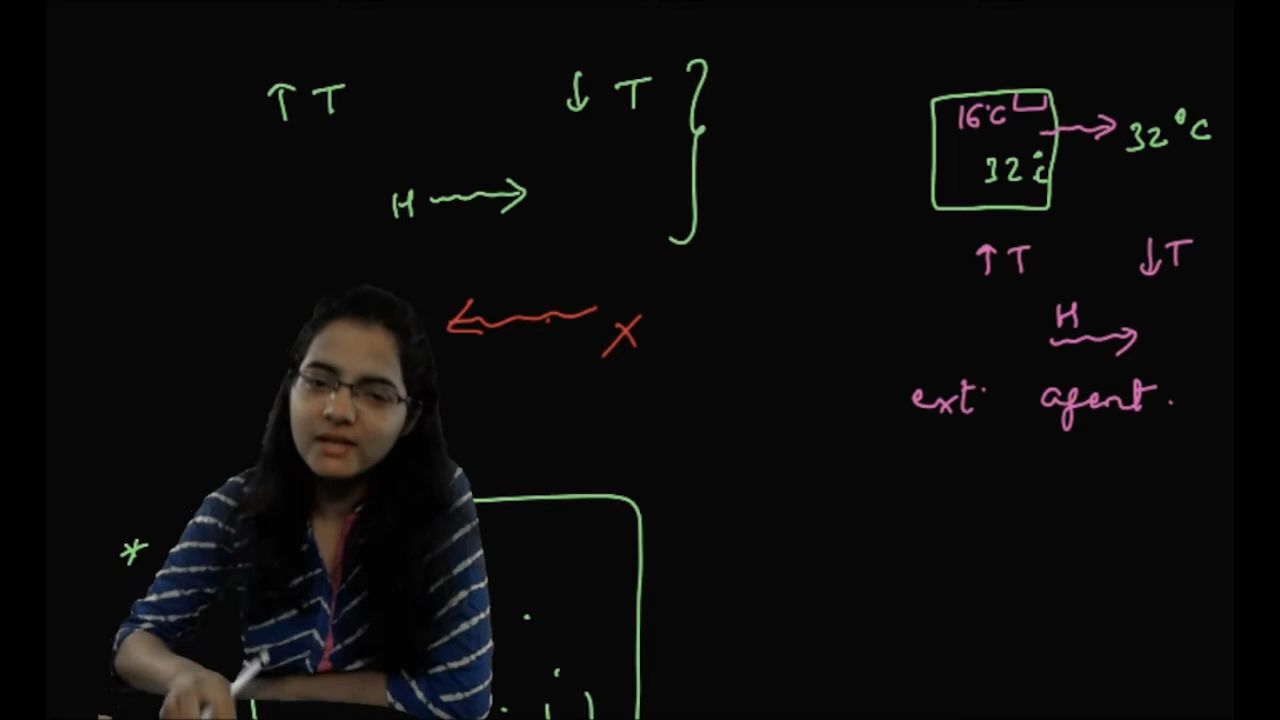 ↑ T ↓ T }
H →
← X
*
16°C → 32°C
32°C
↑ T ↓ T
H →
ext. agent.